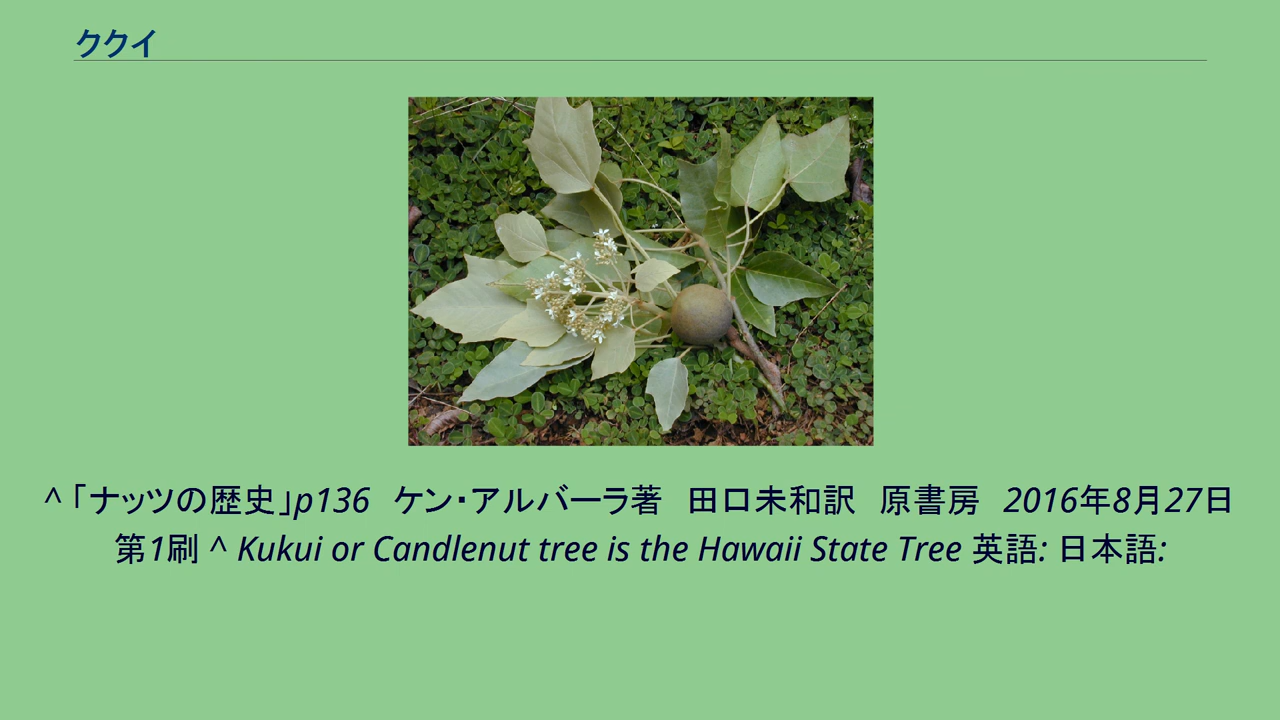 ククイ
^ 「ナッツの歴史」p136　ケン・アルバーラ著　田口未和訳　原書房　2016年8月27日
第1刷 ^ Kukui or Candlenut tree is the Hawaii State Tree 英語: 日本語: